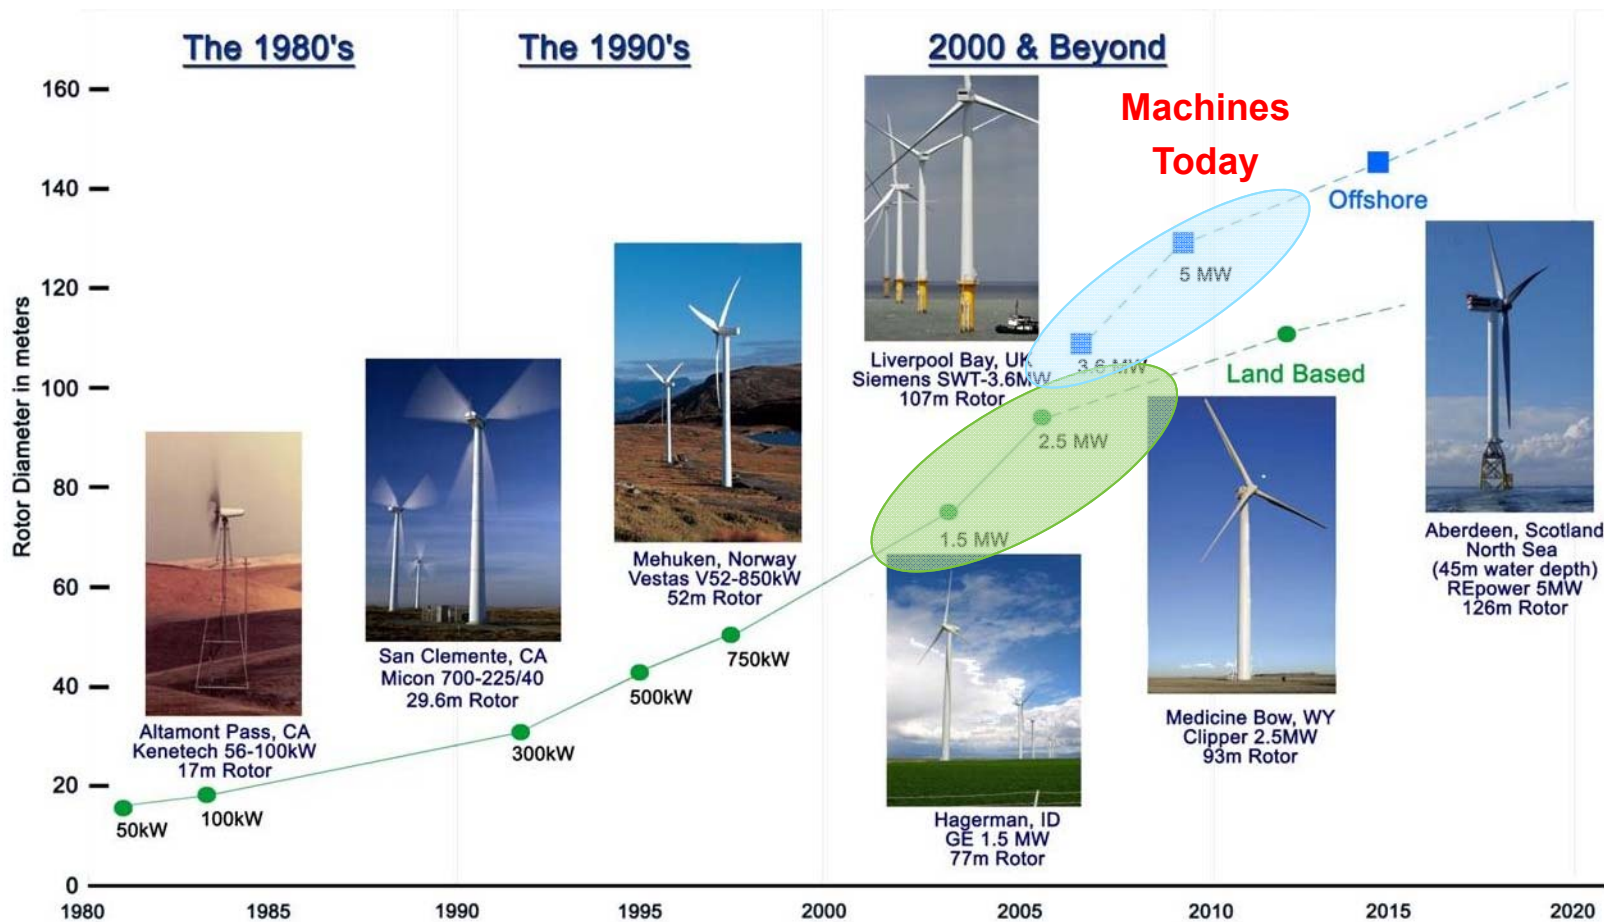 The 1980's
The 1990's
2000 & Beyond
Machines
Today
Rotor Diameter in meters
160
140
120
100
80
60
40
20
0
1980
1985
1990
1995
2000
2005
2010
2015
2020
50kW
100kW
300kW
500kW
750kW
1.5 MW
2.5 MW
3.6 MW
5 MW
Offshore
Land Based
Altamont Pass, CA
Kenetech 56-100kW
17m Rotor
San Clemente, CA
Micon 700-225/40
29.6m Rotor
Mehuken, Norway
Vestas V52-850kW
52m Rotor
Liverpool Bay, UK
Siemens SWT-3.6MW
107m Rotor
Hagerman, ID
GE 1.5 MW
77m Rotor
Medicine Bow, WY
Clipper 2.5MW
93m Rotor
Aberdeen, Scotland
North Sea
(45m water depth)
REpower 5MW
126m Rotor